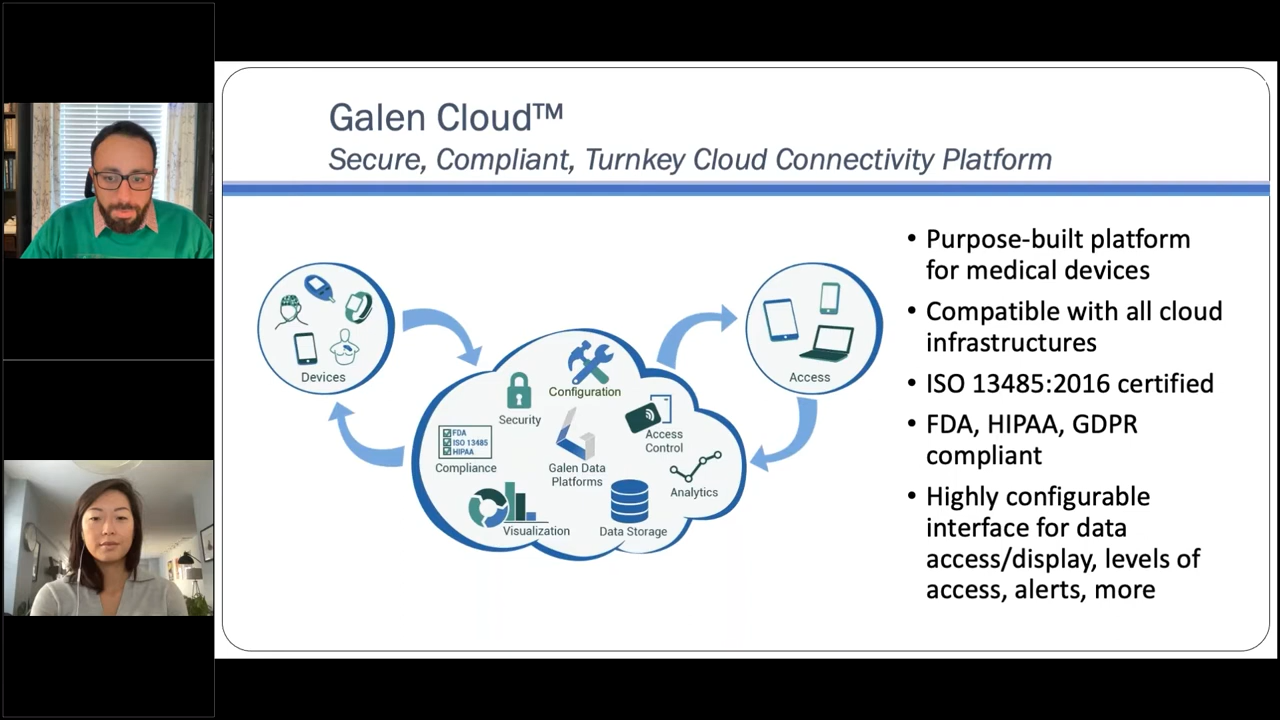 Galen Cloud™
Secure, Compliant, Turnkey Cloud Connectivity Platform
Devices
Configuration
Security
FDA
ISO 13485
HIPAA
Compliance
Galen Data
Platforms
Access
Control
Analytics
Visualization
Data Storage
Access
• Purpose-built platform
for medical devices
• Compatible with all cloud
infrastructures
• ISO 13485:2016 certified
• FDA, HIPAA, GDPR
compliant
• Highly configurable
interface for data
access/display, levels of
access, alerts, more